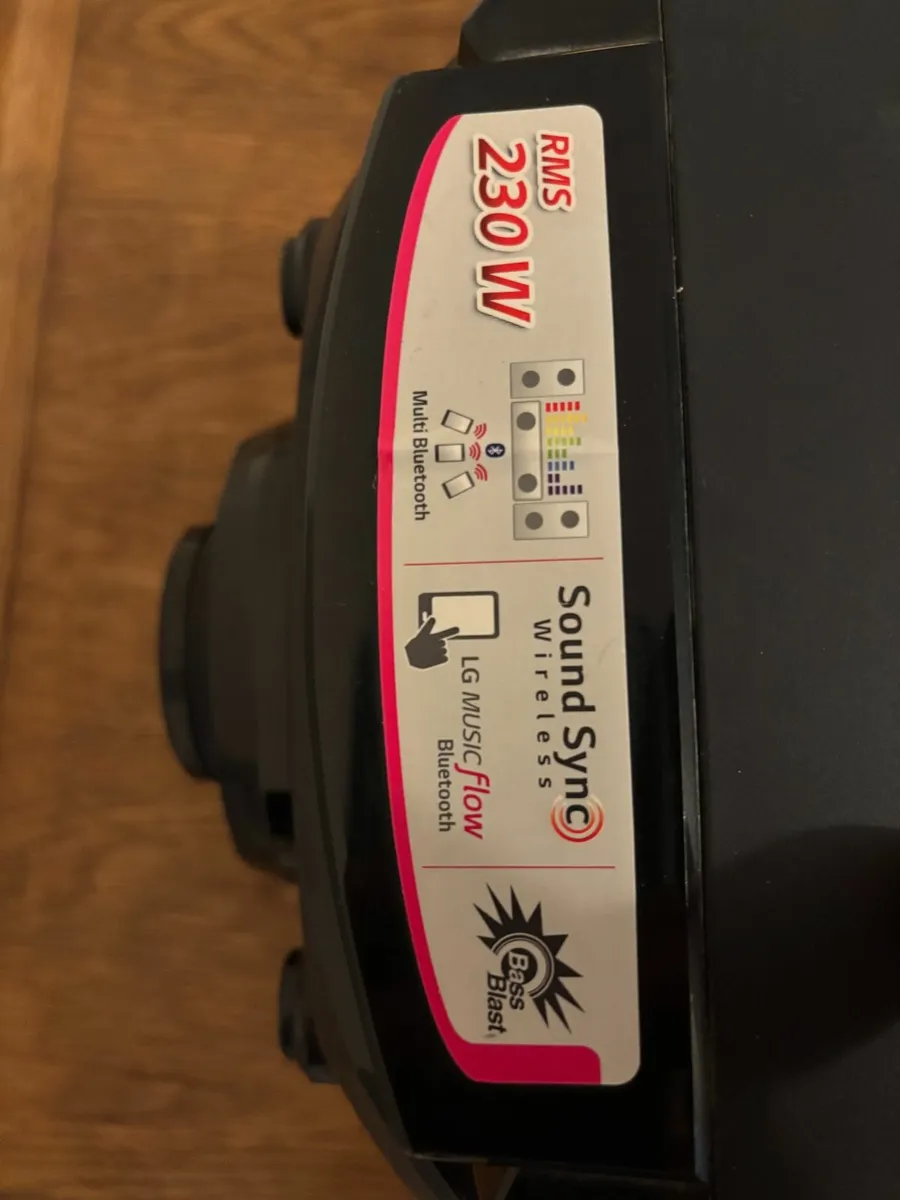 RMS
230 W
Multi Bluetooth
Sound Sync
Wireless
LG MUSIC flow
Bluetooth
Bass
Blast